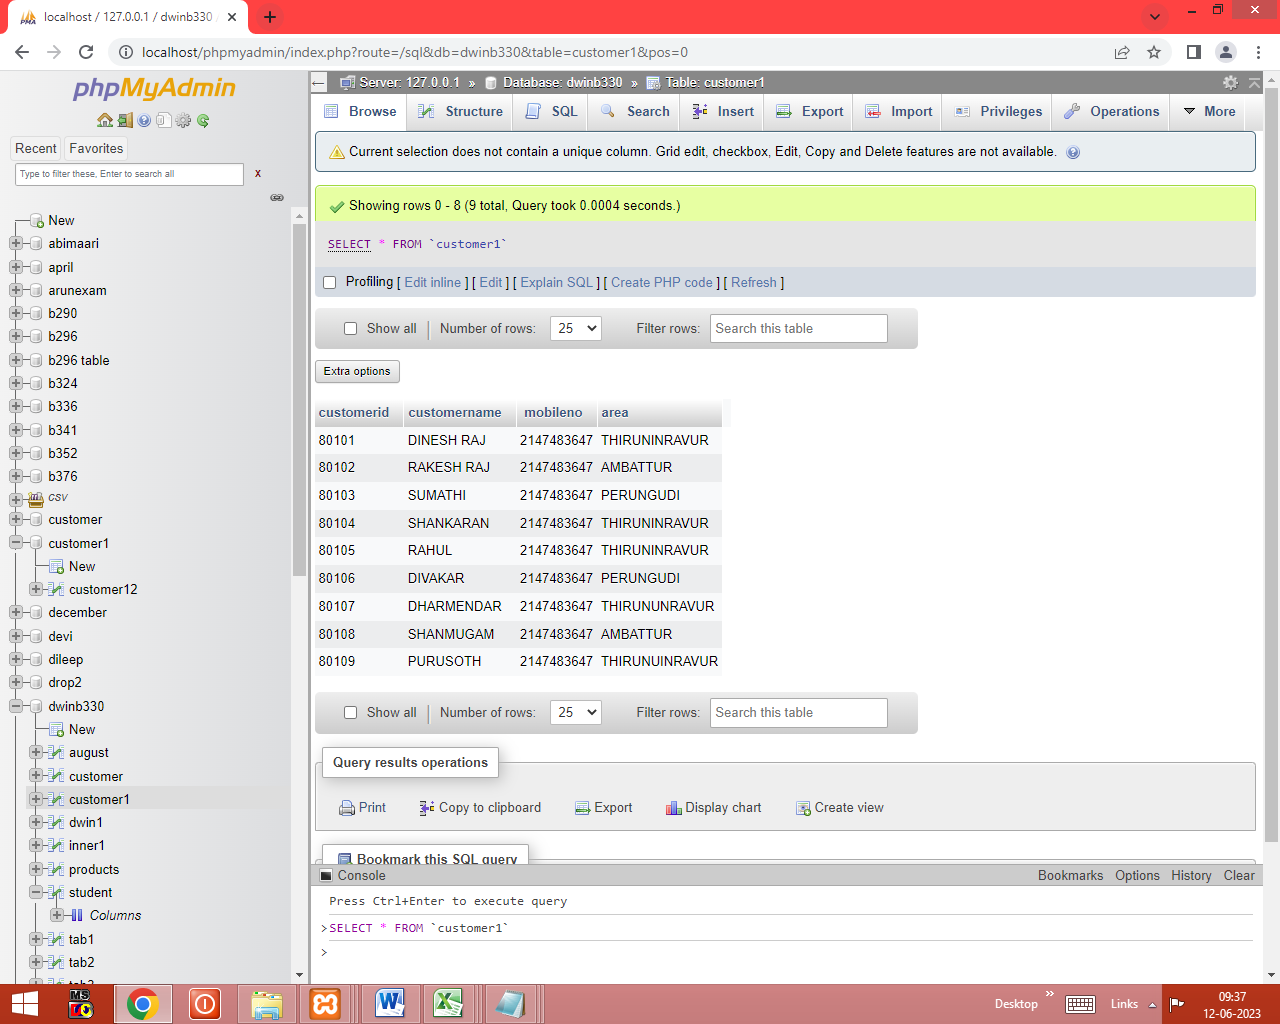 localhost / 127.0.0.1 / dwinb330
localhost/phpmyadmin/index.php?route=/sql&db=dwinb330&table=customer1&pos=0
phpMyAdmin
Recent Favorites
Type to filter these, Enter to search all X
New
abimaari
april
arunexam
b290
b296
b296 table
b324
b336
b341
b352
b376
csv
customer
customer1
New
customer12
december
devi
dileep
drop2
dwinb330
New
august
customer
customer1
dwin1
inner1
products
student
Columns
tab1
tab2
Server: 127.0.0.1 » Database: dwinb330 » Table: customer1
Browse Structure SQL Search Insert Export Import Privileges Operations More
Current selection does not contain a unique column. Grid edit, checkbox, Edit, Copy and Delete features are not available.
Showing rows 0 - 8 (9 total, Query took 0.0004 seconds.)
SELECT * FROM `customer1`
Profiling [ Edit inline ] [ Edit ] [ Explain SQL ] [ Create PHP code ] [ Refresh ]
Show all Number of rows: 25 Filter rows: Search this table
Extra options
customerid customername mobileno area
80101 DINESH RAJ 2147483647 THIRUNINRAVUR
80102 RAKESH RAJ 2147483647 AMBATTUR
80103 SUMATHI 2147483647 PERUNGUDI
80104 SHANKARAN 2147483647 THIRUNINRAVUR
80105 RAHUL 2147483647 THIRUNINRAVUR
80106 DIVAKAR 2147483647 PERUNGUDI
80107 DHARMENDAR 2147483647 THIRUNUNRAVUR
80108 SHANMUGAM 2147483647 AMBATTUR
80109 PURUSOTH 2147483647 THIRUNUINRAVUR
Show all Number of rows: 25 Filter rows: Search this table
Query results operations
Print Copy to clipboard Export Display chart Create view
Bookmark this SQL query
Console Bookmarks Options History Clear
Press Ctrl+Enter to execute query
>SELECT * FROM `customer1`
>
Desktop » Links 09:37
12-06-2023